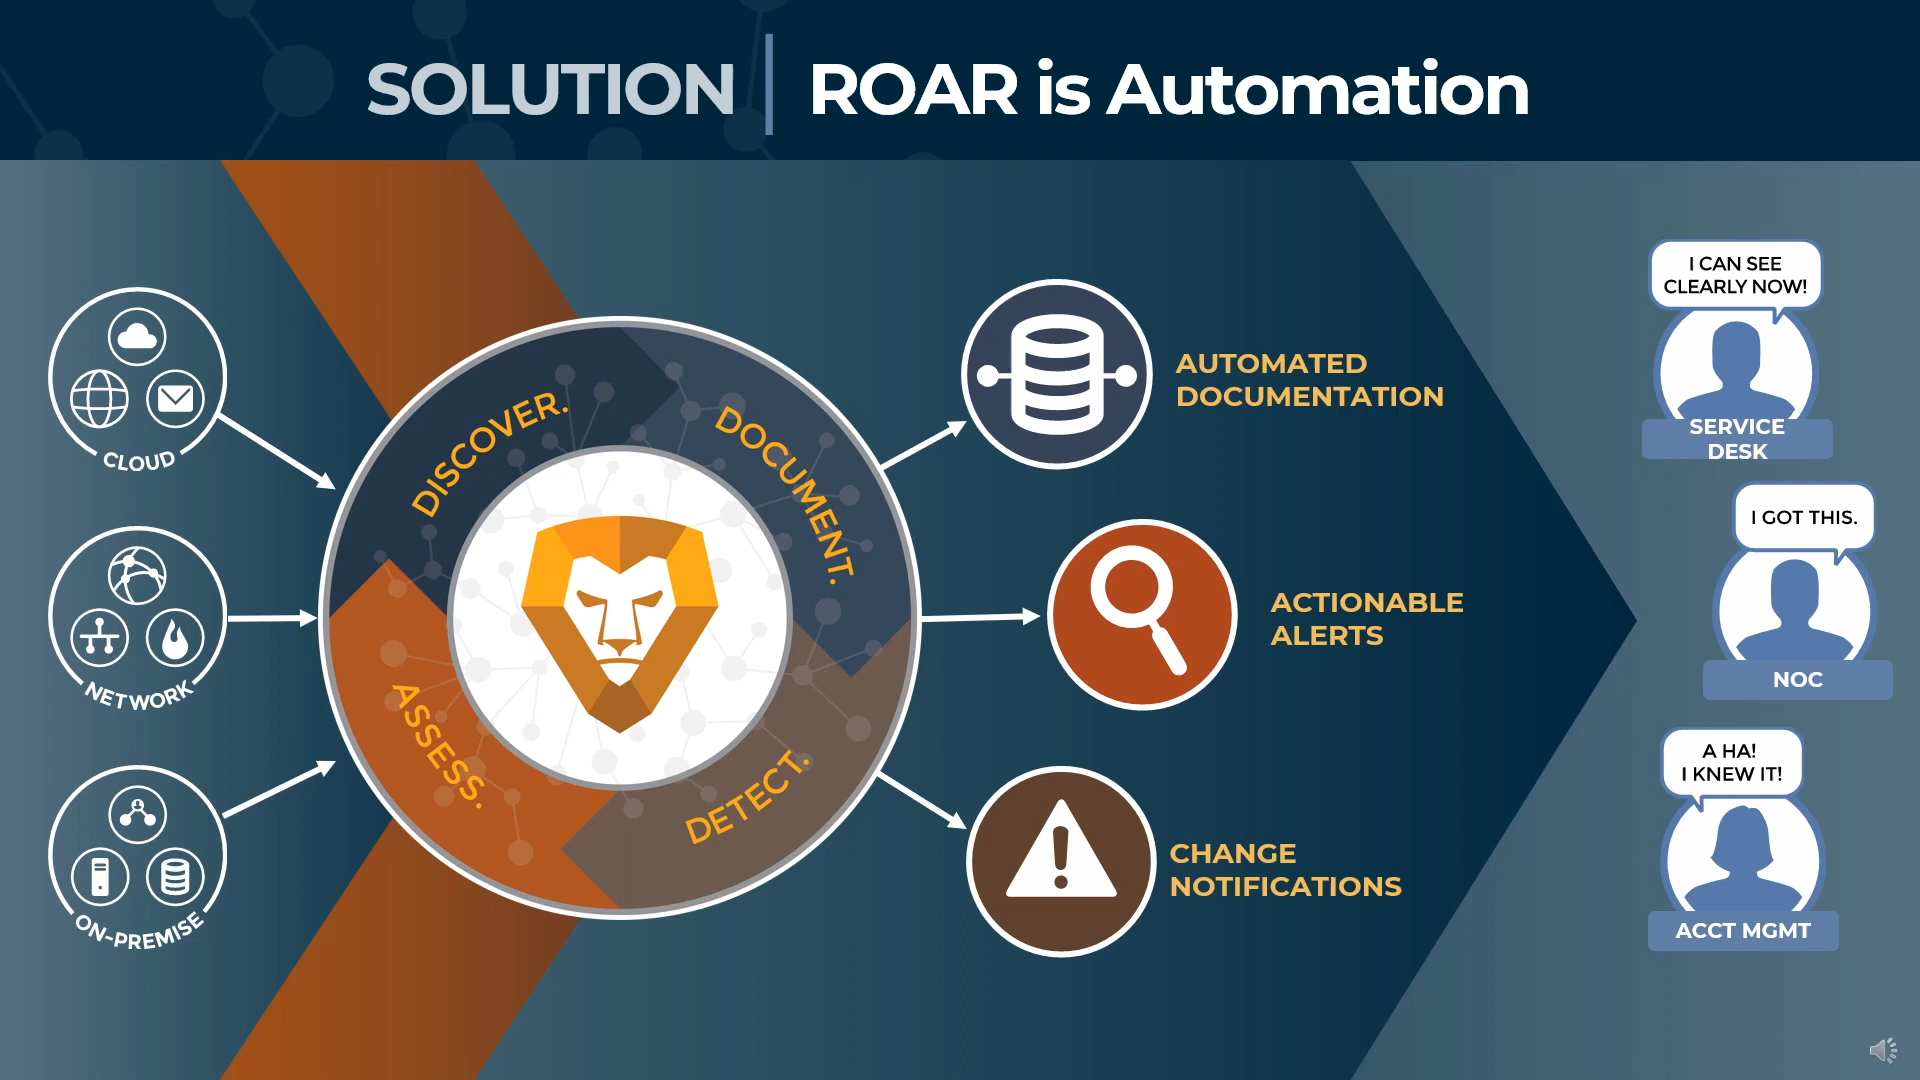 SOLUTION | ROAR is Automation
CLOUD
NETWORK
ON-PREMISE
DISCOVER.
DOCUMENT.
DETECT.
ASSESS.
AUTOMATED
DOCUMENTATION
ACTIONABLE
ALERTS
CHANGE
NOTIFICATIONS
I CAN SEE
CLEARLY NOW!
SERVICE
DESK
I GOT THIS.
NOC
A HA!
I KNEW IT!
ACCT MGMT